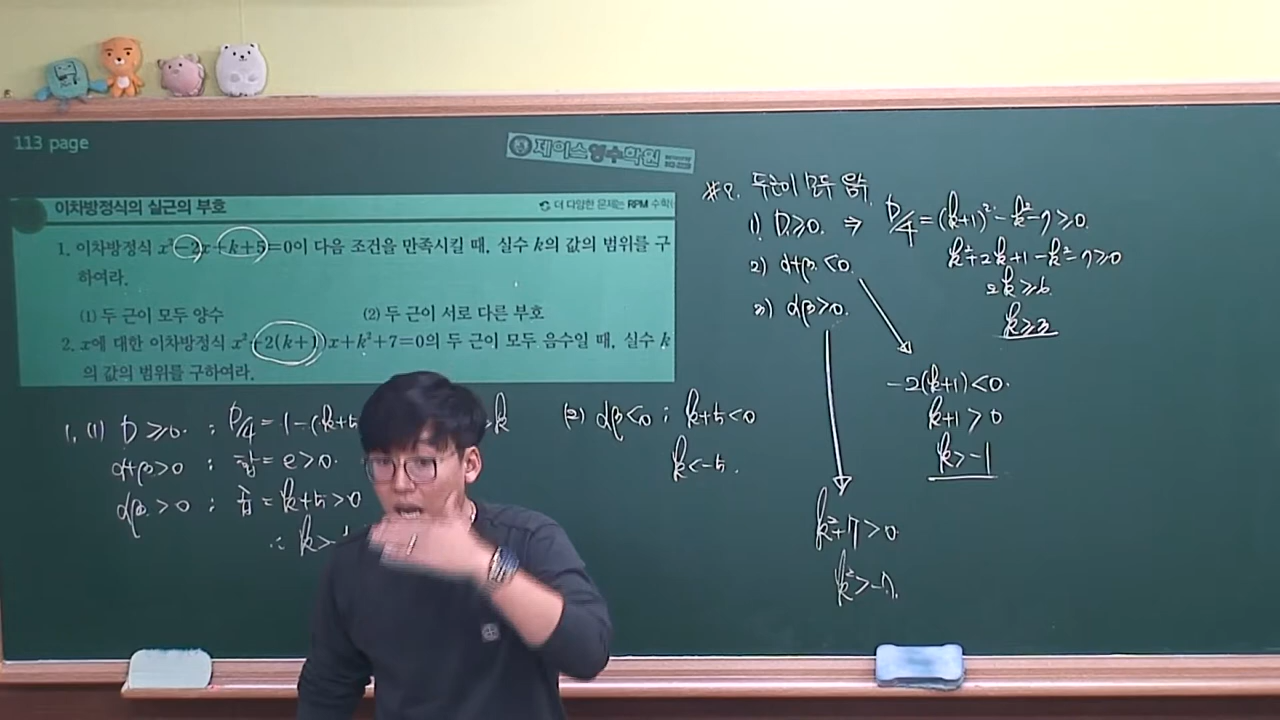 113 page
제이스영수학원
이차방정식의 실근의 부호
더 다양한 문제는 RPM 수학
1. 이차방정식 x²-2x+k+5=0이 다음 조건을 만족시킬 때, 실수 k의 값의 범위를 구
하여라.
(1) 두 근이 모두 양수
(2) 두 근이 서로 다른 부호
2. x에 대한 이차방정식 x²+2(k+1)x+k²+7=0의 두 근이 모두 음수일 때, 실수 k
의 값의 범위를 구하여라.
1. (1) D≥0 ; D/4 = 1-(k+5
k
α+β>0 ; 합 = 2>0.
αβ>0 ; 곱 = k+5>0
∴ k>-
(2) αβ<0 ; k+5<0
k<-5.
#2. 두근이 모두 음수
1) D≥0. ⇒ D/4 = (k+1)²-k²-7≥0.
k²+2k+1-k²-7≥0
2k≥6.
k≥3
2) α+β<0
3) αβ>0.
-2(k+1)<0.
k+1>0
k>-1
k²+7>0
k²>-7.